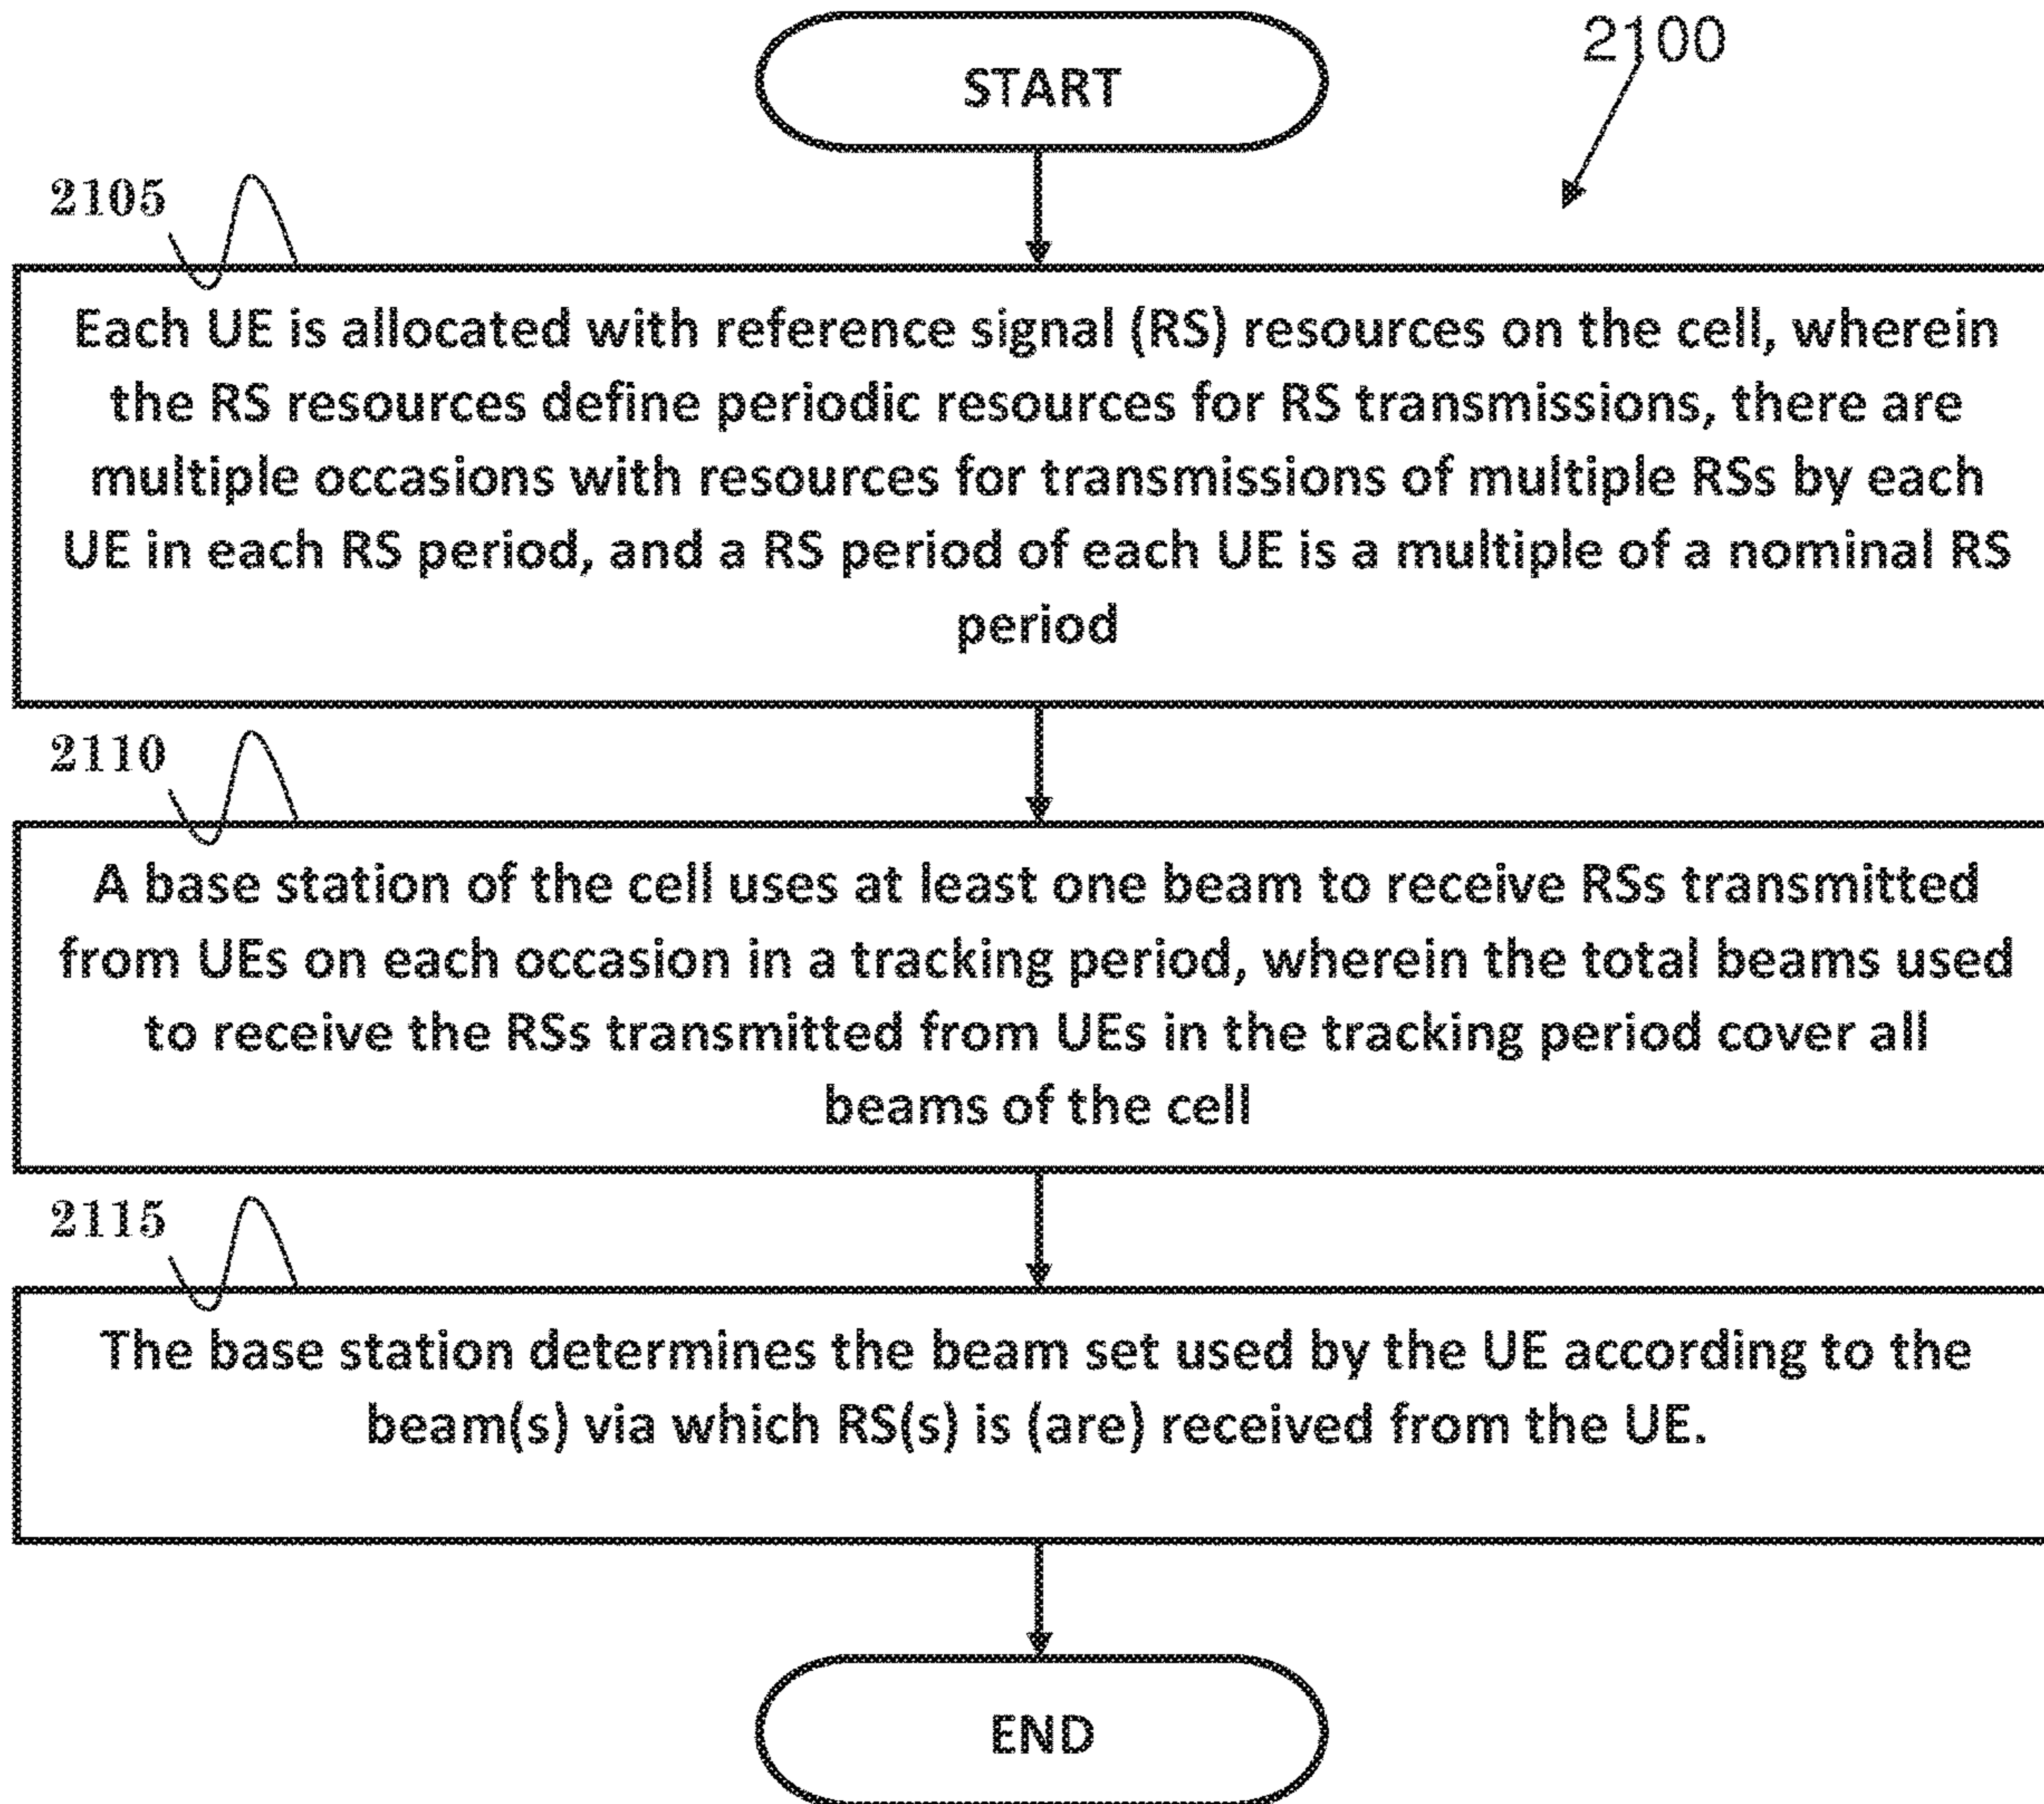 START
2100
2105
Each UE is allocated with reference signal (RS) resources on the cell, wherein
the RS resources define periodic resources for RS transmissions, there are
multiple occasions with resources for transmissions of multiple RSs by each
UE in each RS period, and a RS period of each UE is a multiple of a nominal RS
period
2110
A base station of the cell uses at least one beam to receive RSs transmitted
from UEs on each occasion in a tracking period, wherein the total beams used
to receive the RSs transmitted from UEs in the tracking period cover all
beams of the cell
2115
The base station determines the beam set used by the UE according to the
beam(s) via which RS(s) is (are) received from the UE.
END